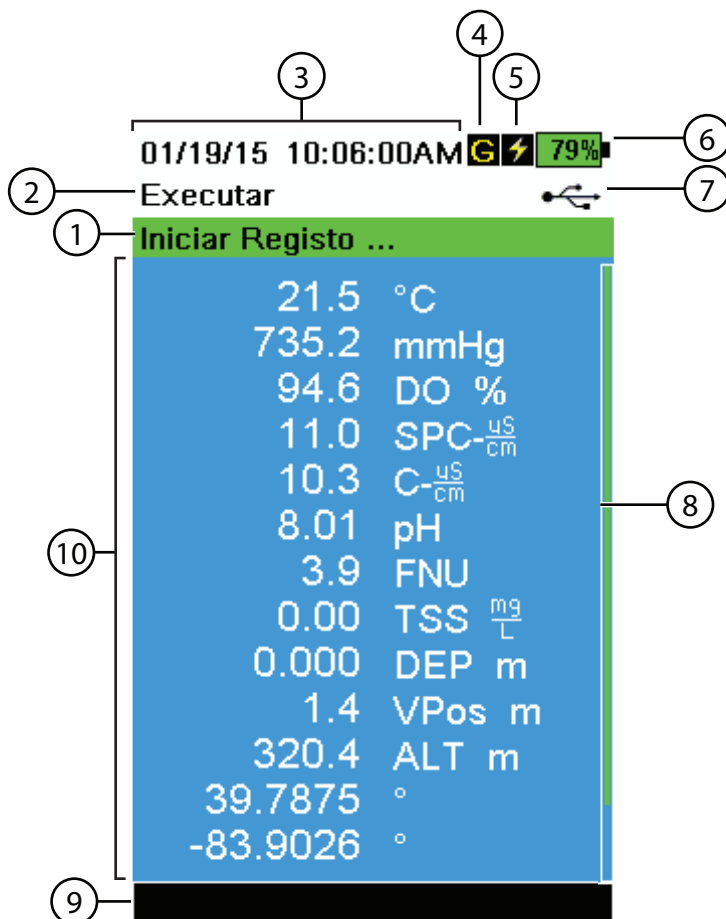 4
5
3
01/19/15 10:06:00AM G 79%
6
2
Executar
7
1
Iniciar Registo ...
21.5 °C
735.2 mmHg
94.6 DO %
11.0 SPC-uS/cm
10.3 C-uS/cm
8
8.01 pH
10
3.9 FNU
0.00 TSS mg/L
0.000 DEP m
1.4 VPos m
320.4 ALT m
39.7875 °
-83.9026 °
9